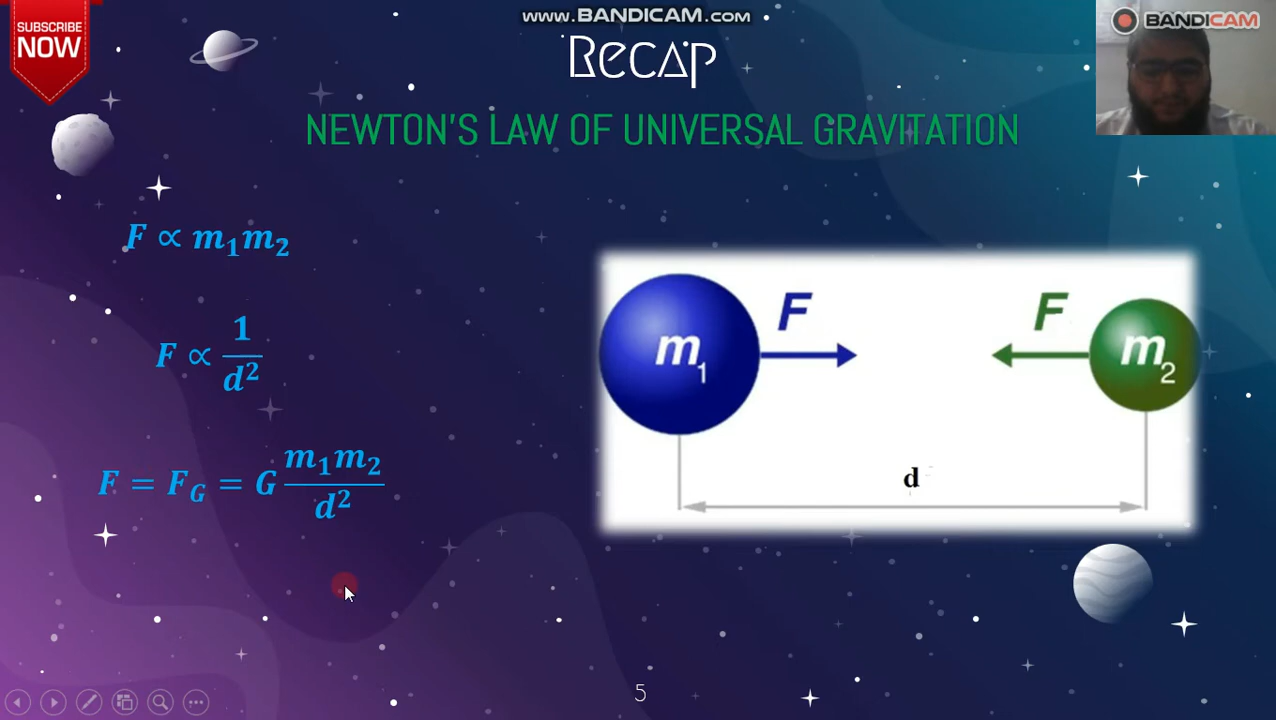 SUBSCRIBE
NOW
www.BANDICAM.com
BANDICAM
Recap
NEWTON'S LAW OF UNIVERSAL GRAVITATION
F ∝ m₁m₂
F ∝ 1/d²
F = F_G = G m₁m₂/d²
F
F
m₁
m₂
d
5